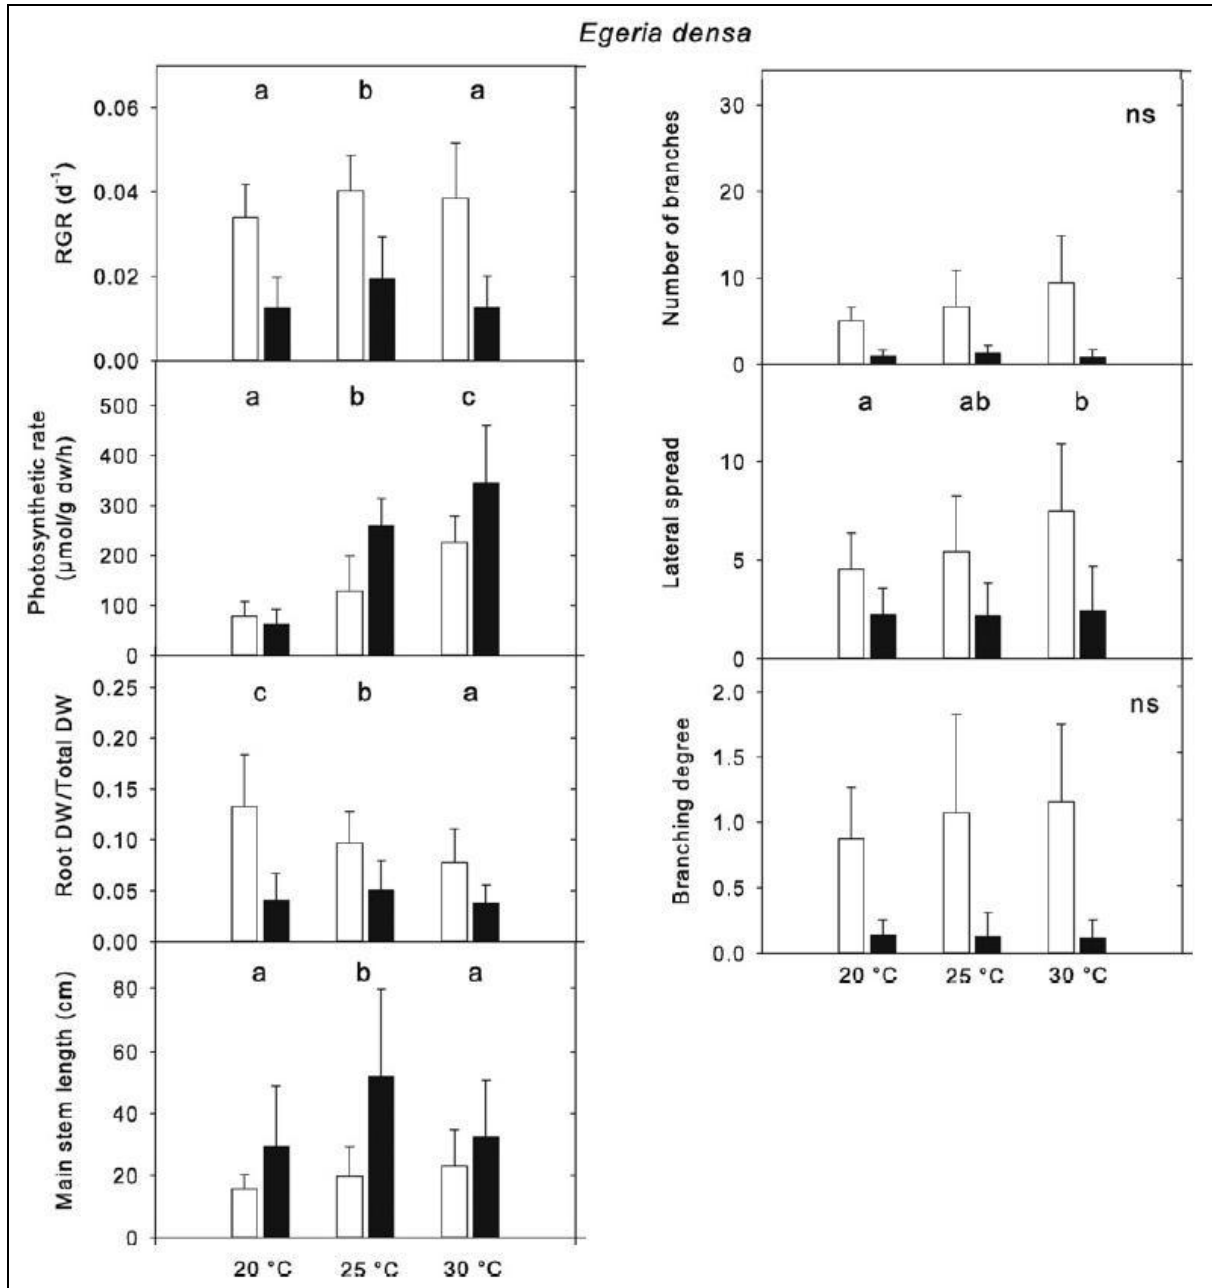 Egeria densa
a b a
0.06
0.04
0.02
0.00
RGR (d⁻¹)
a b c
500
400
300
200
100
0
Photosynthetic rate
(µmol/g dw/h)
c b a
0.25
0.20
0.15
0.10
0.05
0.00
Root DW/Total DW
a b a
80
60
40
20
0
Main stem length (cm)
20 °C 25 °C 30 °C
ns
30
20
10
0
Number of branches
a ab b
10
5
0
Lateral spread
ns
2.0
1.5
1.0
0.5
0.0
Branching degree
20 °C 25 °C 30 °C